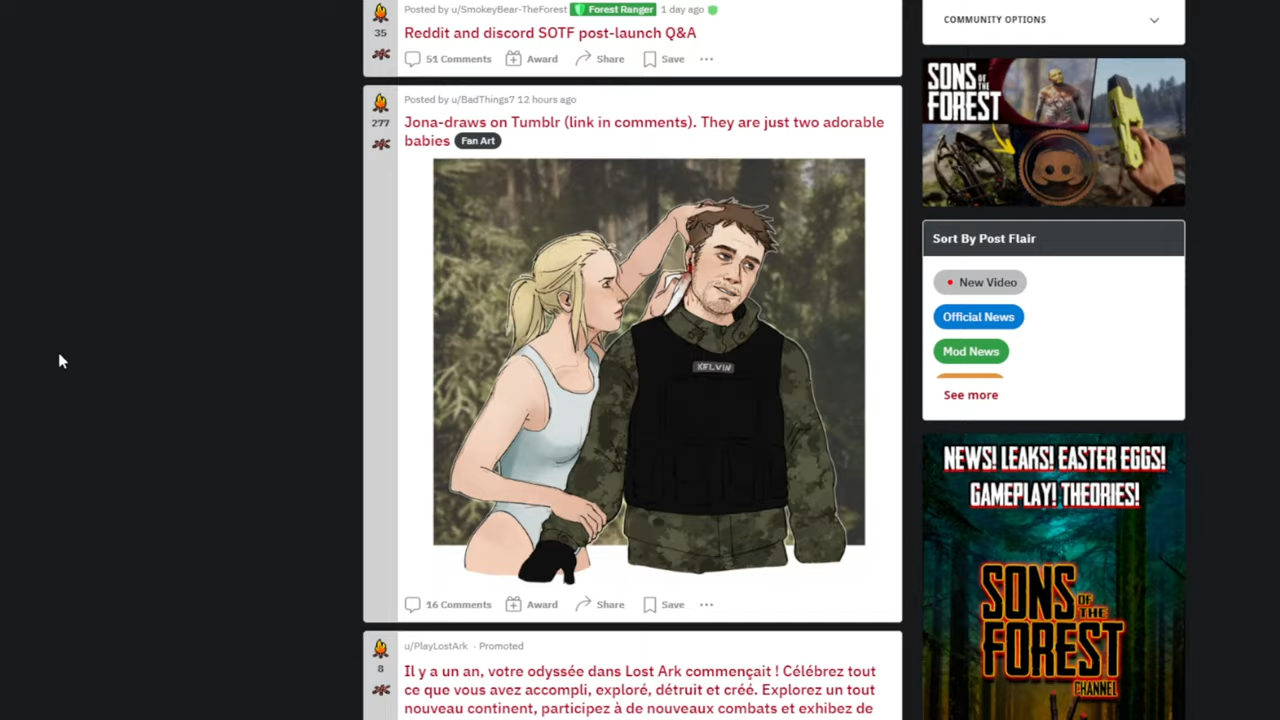 Posted by u/SmokeyBear-TheForest Forest Ranger 1 day ago
35
Reddit and discord SOTF post-launch Q&A
51 Comments Award Share Save
Posted by u/BadThings7 12 hours ago
277
Jona-draws on Tumblr (link in comments). They are just two adorable
babies Fan Art
KELVIN
16 Comments Award Share Save
u/PlayLostArk · Promoted
8
Il y a un an, votre odyssée dans Lost Ark commençait ! Célébrez tout
ce que vous avez accompli, exploré, détruit et créé. Explorez un tout
nouveau continent, participez à de nouveaux combats et exhibez de
COMMUNITY OPTIONS
SONS
OF THE
FOREST
Sort By Post Flair
New Video
Official News
Mod News
See more
NEWS! LEAKS! EASTER EGGS!
GAMEPLAY! THEORIES!
SONS
OF
THE
FOREST
CHANNEL